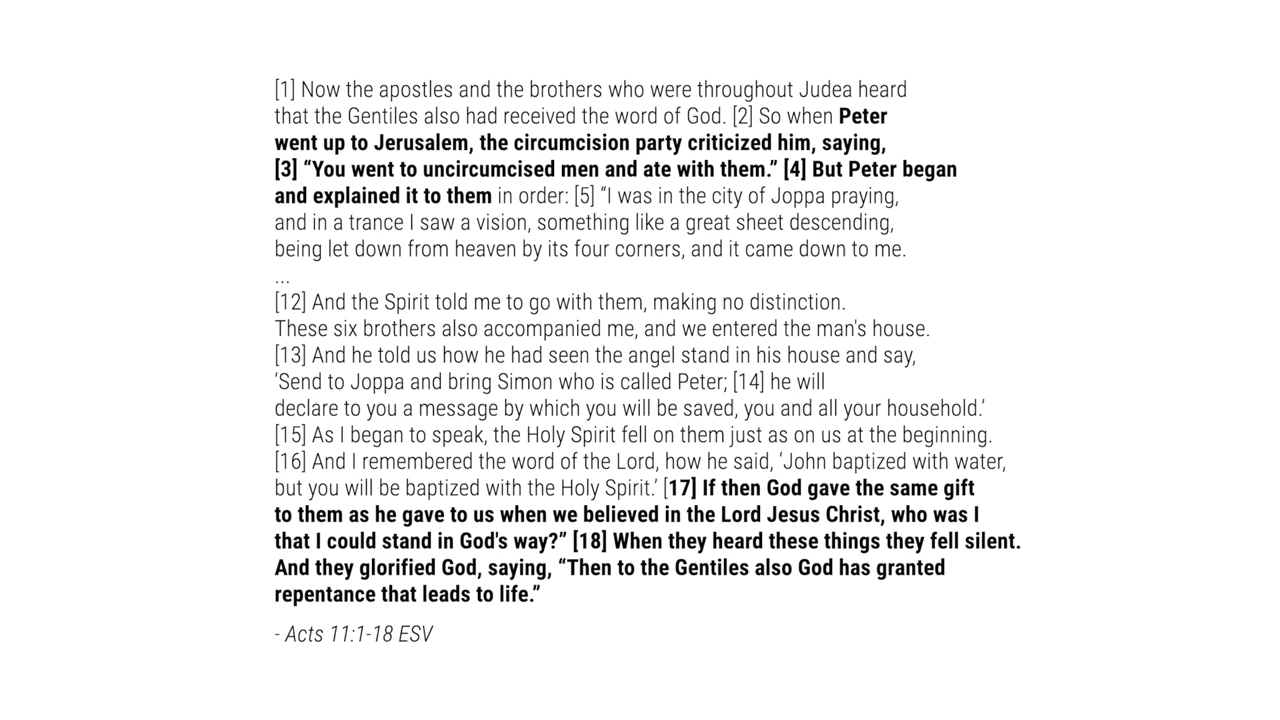 [1] Now the apostles and the brothers who were throughout Judea heard
that the Gentiles also had received the word of God. [2] So when Peter
went up to Jerusalem, the circumcision party criticized him, saying,
[3] “You went to uncircumcised men and ate with them.” [4] But Peter began
and explained it to them in order: [5] “I was in the city of Joppa praying,
and in a trance I saw a vision, something like a great sheet descending,
being let down from heaven by its four corners, and it came down to me.
...
[12] And the Spirit told me to go with them, making no distinction.
These six brothers also accompanied me, and we entered the man's house.
[13] And he told us how he had seen the angel stand in his house and say,
‘Send to Joppa and bring Simon who is called Peter; [14] he will
declare to you a message by which you will be saved, you and all your household.’
[15] As I began to speak, the Holy Spirit fell on them just as on us at the beginning.
[16] And I remembered the word of the Lord, how he said, ‘John baptized with water,
but you will be baptized with the Holy Spirit.’ [17] If then God gave the same gift
to them as he gave to us when we believed in the Lord Jesus Christ, who was I
that I could stand in God's way?” [18] When they heard these things they fell silent.
And they glorified God, saying, “Then to the Gentiles also God has granted
repentance that leads to life.”
- Acts 11:1-18 ESV